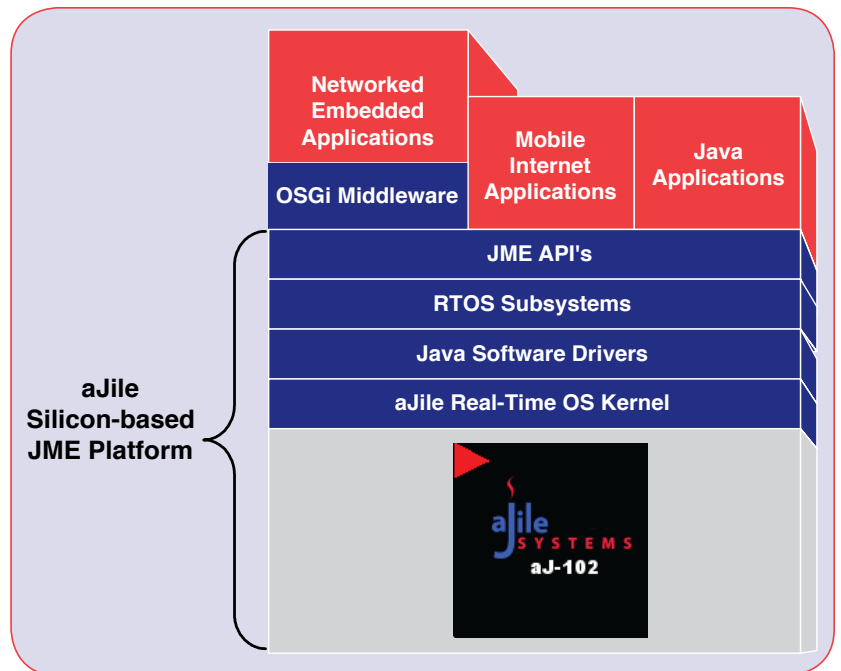 Networked
Embedded
Applications
OSGi Middleware
Mobile
Internet
Applications
Java
Applications
JME API's
RTOS Subsystems
Java Software Drivers
aJile Real-Time OS Kernel
aJile
Silicon-based
JME Platform
aJile
SYSTEMS
aJ-102